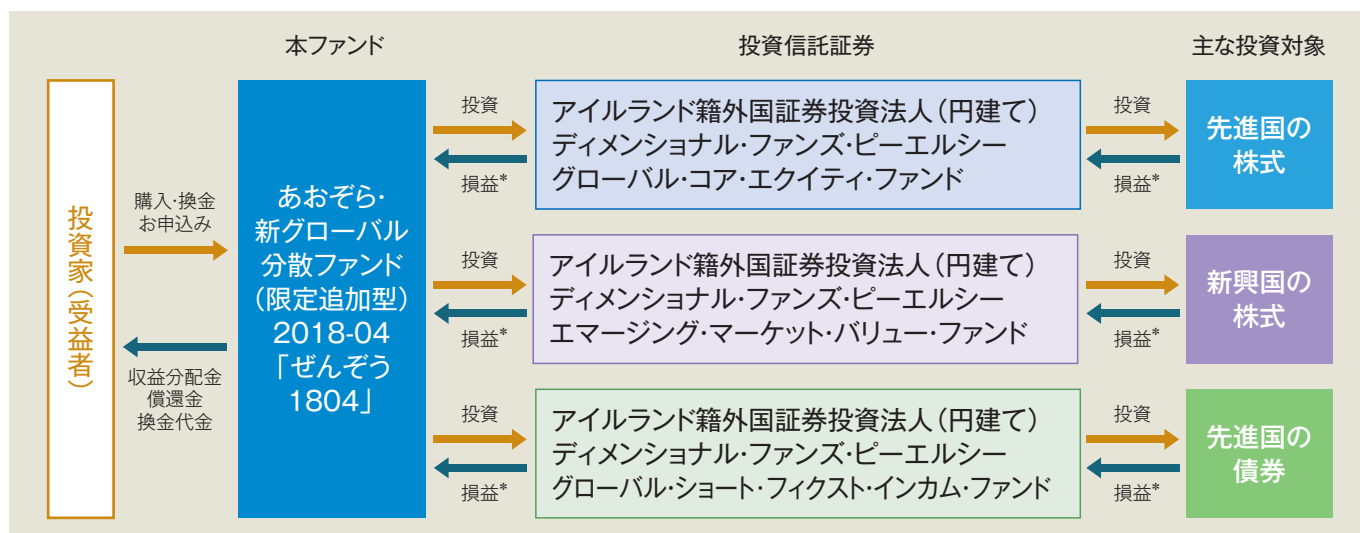 本ファンド
投資信託証券
主な投資対象
投資家（受益者）
購入・換金
お申込み
収益分配金
償還金
換金代金
あおぞら・
新グローバル
分散ファンド
（限定追加型）
2018-04
「ぜんぞう
1804」
投資
損益*
アイルランド籍外国証券投資法人（円建て）
ディメンショナル・ファンズ・ピーエルシー
グローバル・コア・エクイティ・ファンド
投資
損益*
先進国の
株式
投資
損益*
アイルランド籍外国証券投資法人（円建て）
ディメンショナル・ファンズ・ピーエルシー
エマージング・マーケット・バリュー・ファンド
投資
損益*
新興国の
株式
投資
損益*
アイルランド籍外国証券投資法人（円建て）
ディメンショナル・ファンズ・ピーエルシー
グローバル・ショート・フィクスト・インカム・ファンド
投資
損益*
先進国の
債券